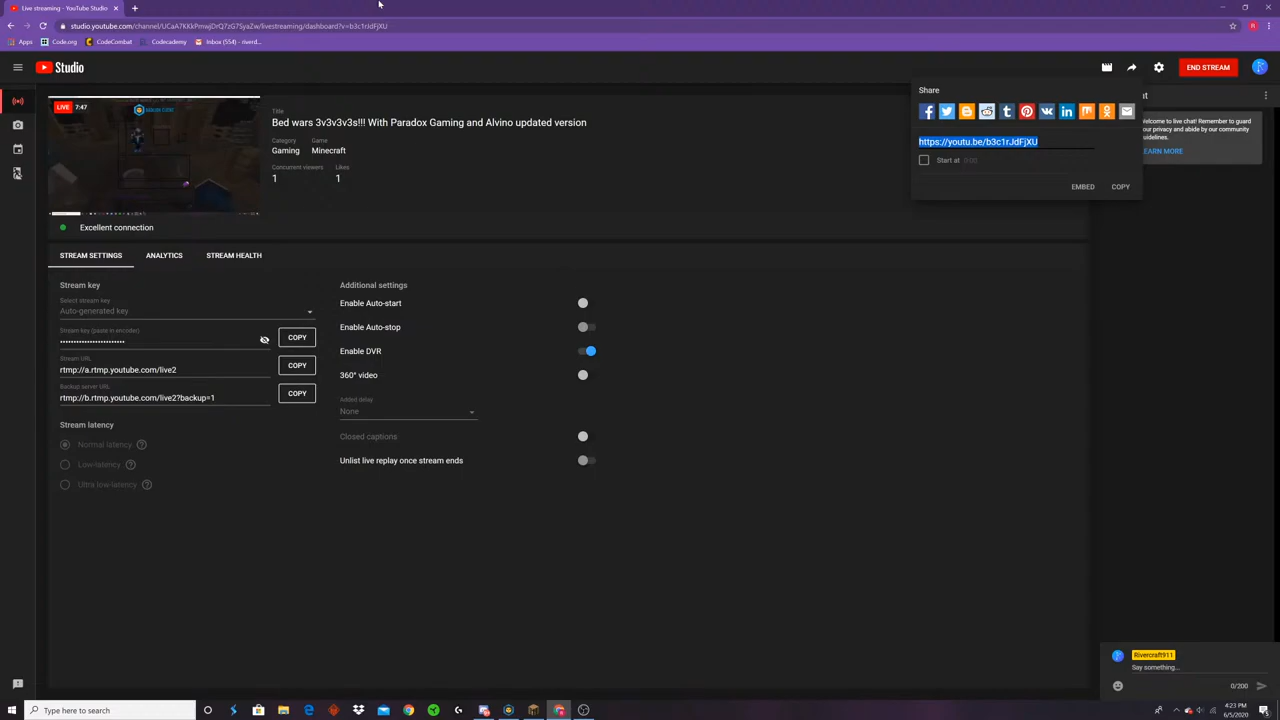 Live streaming - YouTube Studio
studio.youtube.com/channel/UCaA7KKkPmwjDrQ7zG7SyaZw/livestreaming/dashboard?v=b3c1rJdFjXU
Apps Code.org CodeCombat Codecademy Inbox (554) - riverd...
Studio
END STREAM
LIVE 7:47
Title
Bed wars 3v3v3v3s!!! With Paradox Gaming and Alvino updated version
Category Game
Gaming Minecraft
Concurrent viewers Likes
1 1
Excellent connection
Share
https://youtu.be/b3c1rJdFjXU
Start at 0:00
EMBED COPY
Welcome to live chat! Remember to guard
your privacy and abide by our community
guidelines.
EARN MORE
STREAM SETTINGS ANALYTICS STREAM HEALTH
Stream key
Select stream key
Auto-generated key
Stream key (paste in encoder)
COPY
Stream URL
rtmp://a.rtmp.youtube.com/live2
COPY
Backup server URL
rtmp://b.rtmp.youtube.com/live2?backup=1
COPY
Stream latency
Normal latency
Low-latency
Ultra low-latency
Additional settings
Enable Auto-start
Enable Auto-stop
Enable DVR
360° video
Added delay
None
Closed captions
Unlist live replay once stream ends
Rivercraft911
Say something...
0/200
Type here to search
4:23 PM
6/5/2020